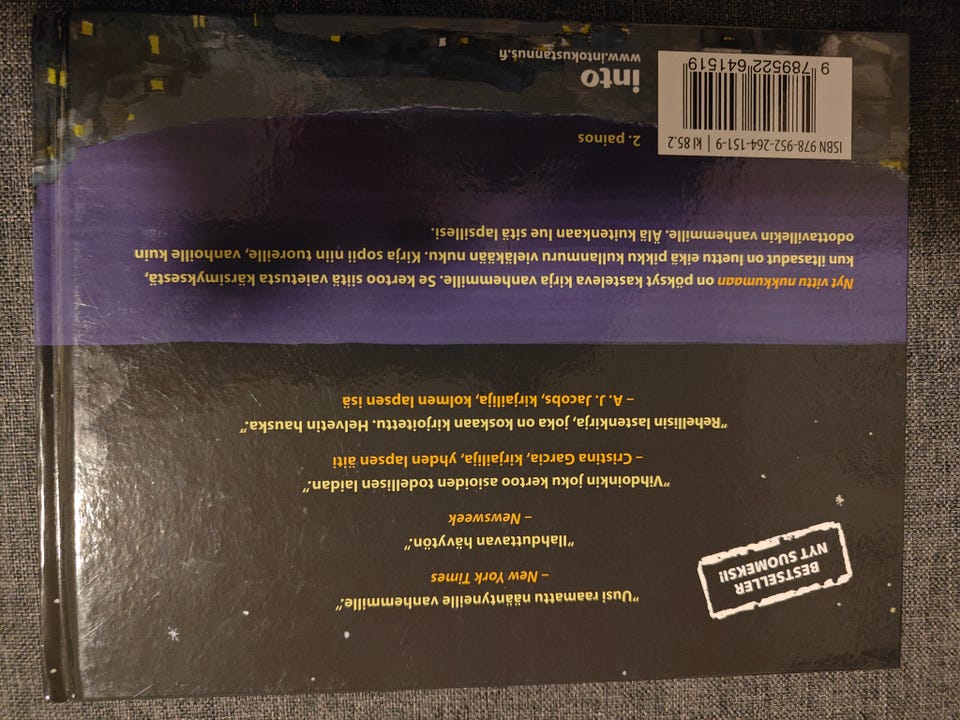 BESTSELLER
NYT SUOMEKSI!
"Uusi raamattu nääntyneille vanhemmille."
– New York Times
"Ilahduttavan hävytön."
– Newsweek
"Vihdoinkin joku kertoo asioiden todellisen laidan."
– Cristina Garcia, kirjailija, yhden lapsen äiti
"Rehellisin lastenkirja, joka on koskaan kirjoitettu. Helvetin hauska."
– A. J. Jacobs, kirjailija, kolmen lapsen isä
Nyt vittu nukkumaan on pöksyt kasteleva kirja vanhemmille. Se kertoo siitä vaietusta kärsimyksestä,
kun iltasadut on luettu eikä pikku kullanmuru vieläkään nuku. Kirja sopii niin tuoreille, vanhoille kuin
odottavillekin vanhemmille. Älä kuitenkaan lue sitä lapsillesi.
2. painos
ISBN 978-952-264-151-9 | kl 85.2
9 789522 641519
into
www.intokustannus.fi